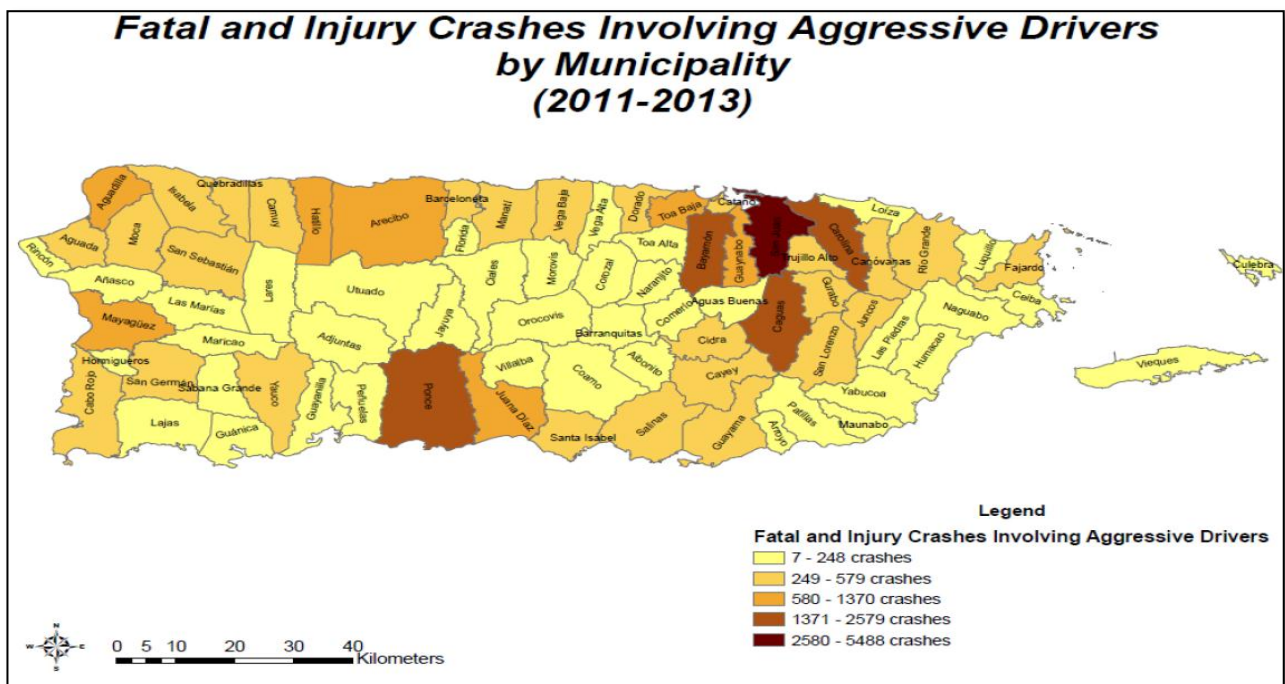 Fatal and Injury Crashes Involving Aggressive Drivers
by Municipality
(2011-2013)
Aguadilla
Isabela
Quebradillas
Camuy
Hatillo
Arecibo
Barceloneta
Manatí
Vega Baja
Vega Alta
Dorado
Toa Baja
Cataño
San Juan
Carolina
Loiza
Aguada
Moca
San Sebastián
Lares
Florida
Ciales
Morovis
Corozal
Toa Alta
Naranjito
Bayamón
Guaynabo
Trujillo Alto
Canóvanas
Río Grande
Luquillo
Fajardo
Culebra
Rincón
Añasco
Las Marías
Utuado
Jayuya
Orocovis
Barranquitas
Comerío
Aguas Buenas
Caguas
Gurabo
Juncos
Las Piedras
Naguabo
Ceiba
Mayagüez
Maricao
Adjuntas
Villalba
Coamo
Aibonito
Cidra
Cayey
San Lorenzo
Humacao
Vieques
Hormigueros
San Germán
Sabana Grande
Yauco
Guayanilla
Peñuelas
Ponce
Juana Díaz
Yabucoa
Cabo Rojo
Lajas
Guánica
Santa Isabel
Salinas
Guayama
Arroyo
Patillas
Maunabo
Legend
Fatal and Injury Crashes Involving Aggressive Drivers
7 - 248 crashes
249 - 579 crashes
580 - 1370 crashes
1371 - 2579 crashes
2580 - 5488 crashes
N
W E
S
0 5 10 20 30 40
Kilometers